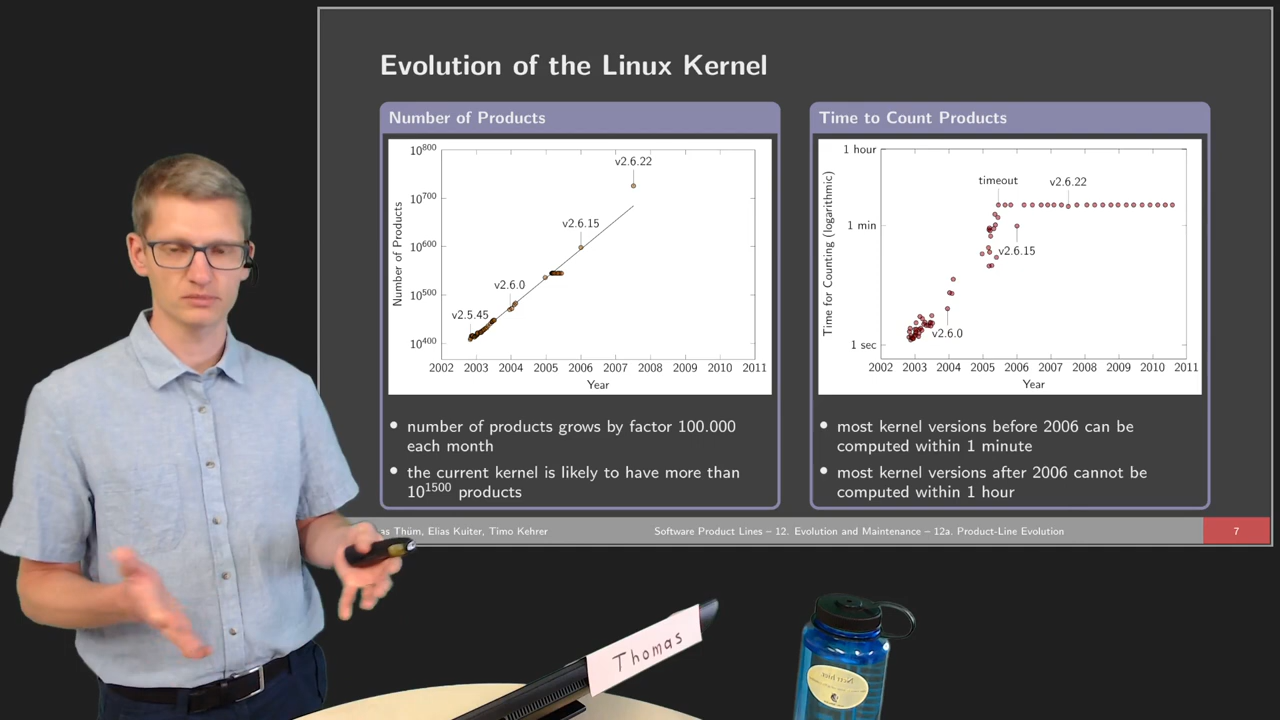 Evolution of the Linux Kernel
Number of Products
10^800
10^700
10^600
10^500
10^400
Number of Products
v2.6.22
v2.6.15
v2.6.0
v2.5.45
2002 2003 2004 2005 2006 2007 2008 2009 2010 2011
Year
• number of products grows by factor 100.000
each month
• the current kernel is likely to have more than
10^1500 products
Time to Count Products
1 hour
1 min
1 sec
Time for Counting (logarithmic)
timeout
v2.6.22
v2.6.15
v2.6.0
2002 2003 2004 2005 2006 2007 2008 2009 2010 2011
Year
• most kernel versions before 2006 can be
computed within 1 minute
• most kernel versions after 2006 cannot be
computed within 1 hour
as Thüm, Elias Kuiter, Timo Kehrer
Software Product Lines – 12. Evolution and Maintenance – 12a. Product-Line Evolution
7
Thomas